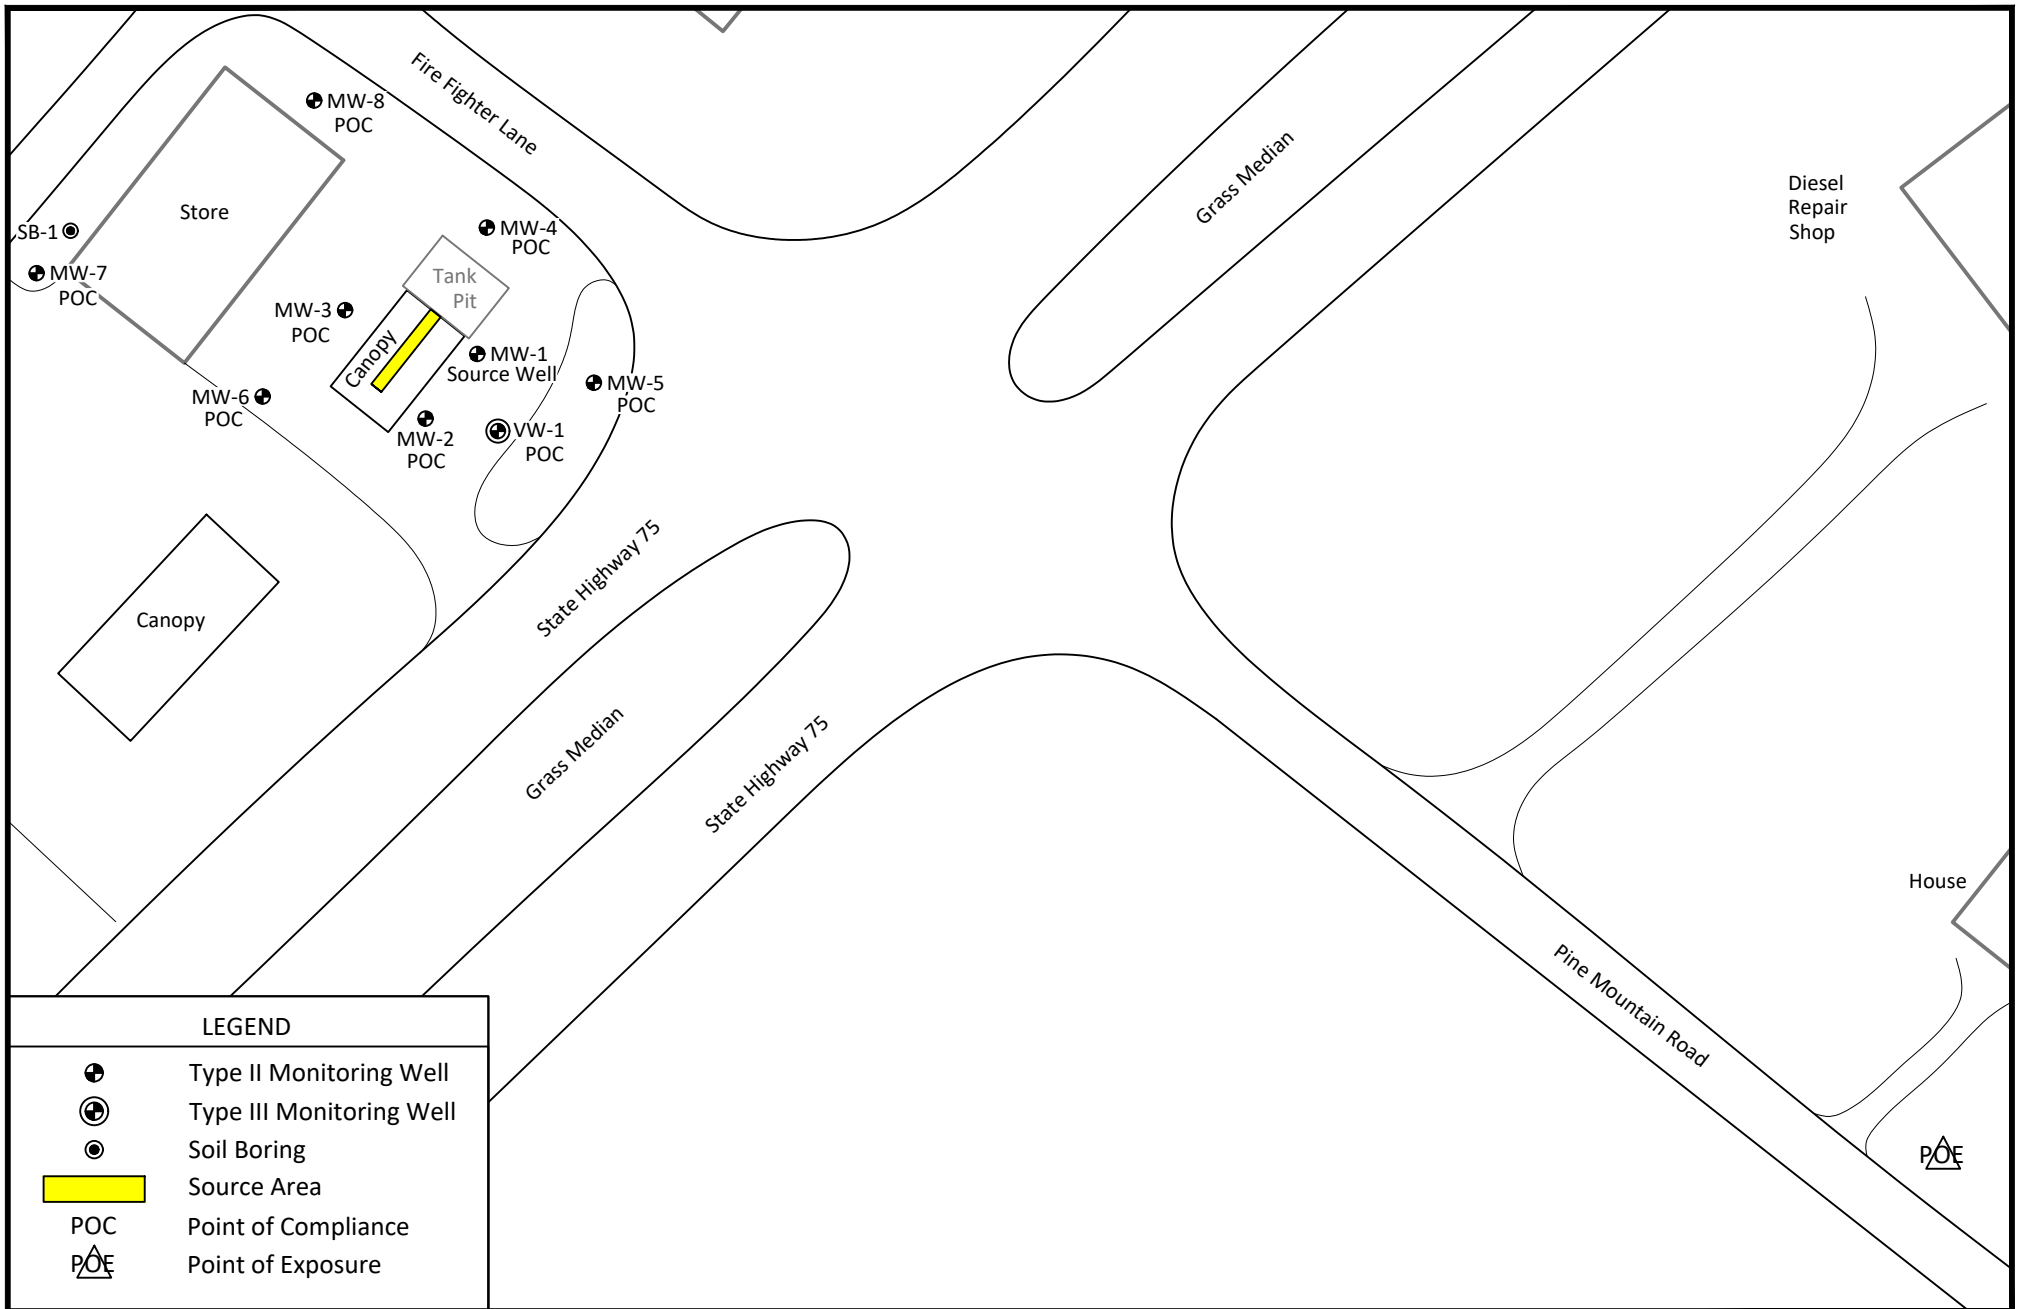 Fire Fighter Lane
MW-8
POC
Store
SB-1
MW-7
POC
MW-4
POC
Tank
Pit
MW-3
POC
Canopy
MW-1
Source Well
MW-5
POC
MW-6
POC
MW-2
POC
VW-1
POC
Grass Median
Diesel
Repair
Shop
State Highway 75
Canopy
Grass Median
State Highway 75
House
Pine Mountain Road
POE
LEGEND
Type II Monitoring Well
Type III Monitoring Well
Soil Boring
Source Area
POC Point of Compliance
POE Point of Exposure